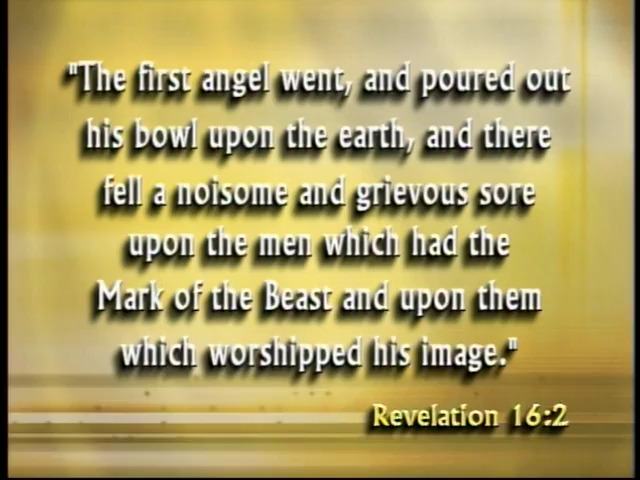 "The first angel went, and poured out
his bowl upon the earth, and there
fell a noisome and grievous sore
upon the men which had the
Mark of the Beast and upon them
which worshipped his image."
Revelation 16:2